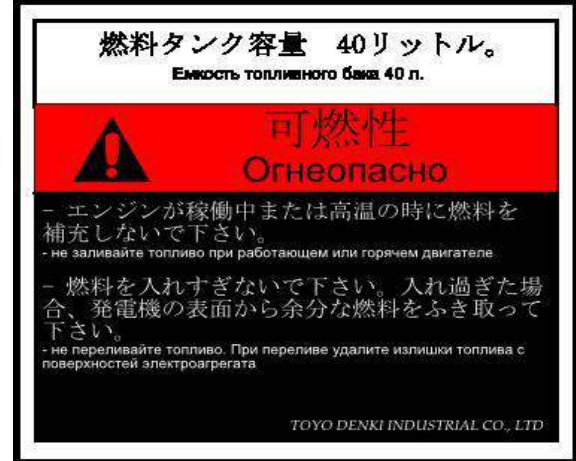 燃料タンク容量　40リットル。
Емкость топливного бака 40 л.
可燃性
Огнеопасно
- エンジンが稼働中または高温の時に燃料を
補充しないで下さい。
- не заливайте топливо при работающем или горячем двигателе
- 燃料を入れすぎないで下さい。入れ過ぎた場
合、発電機の表面から余分な燃料をふき取って
下さい。
- не переливайте топливо. При переливе удалите излишки топлива с
поверхностей электроагрегата
TOYO DENKI INDUSTRIAL CO., LTD